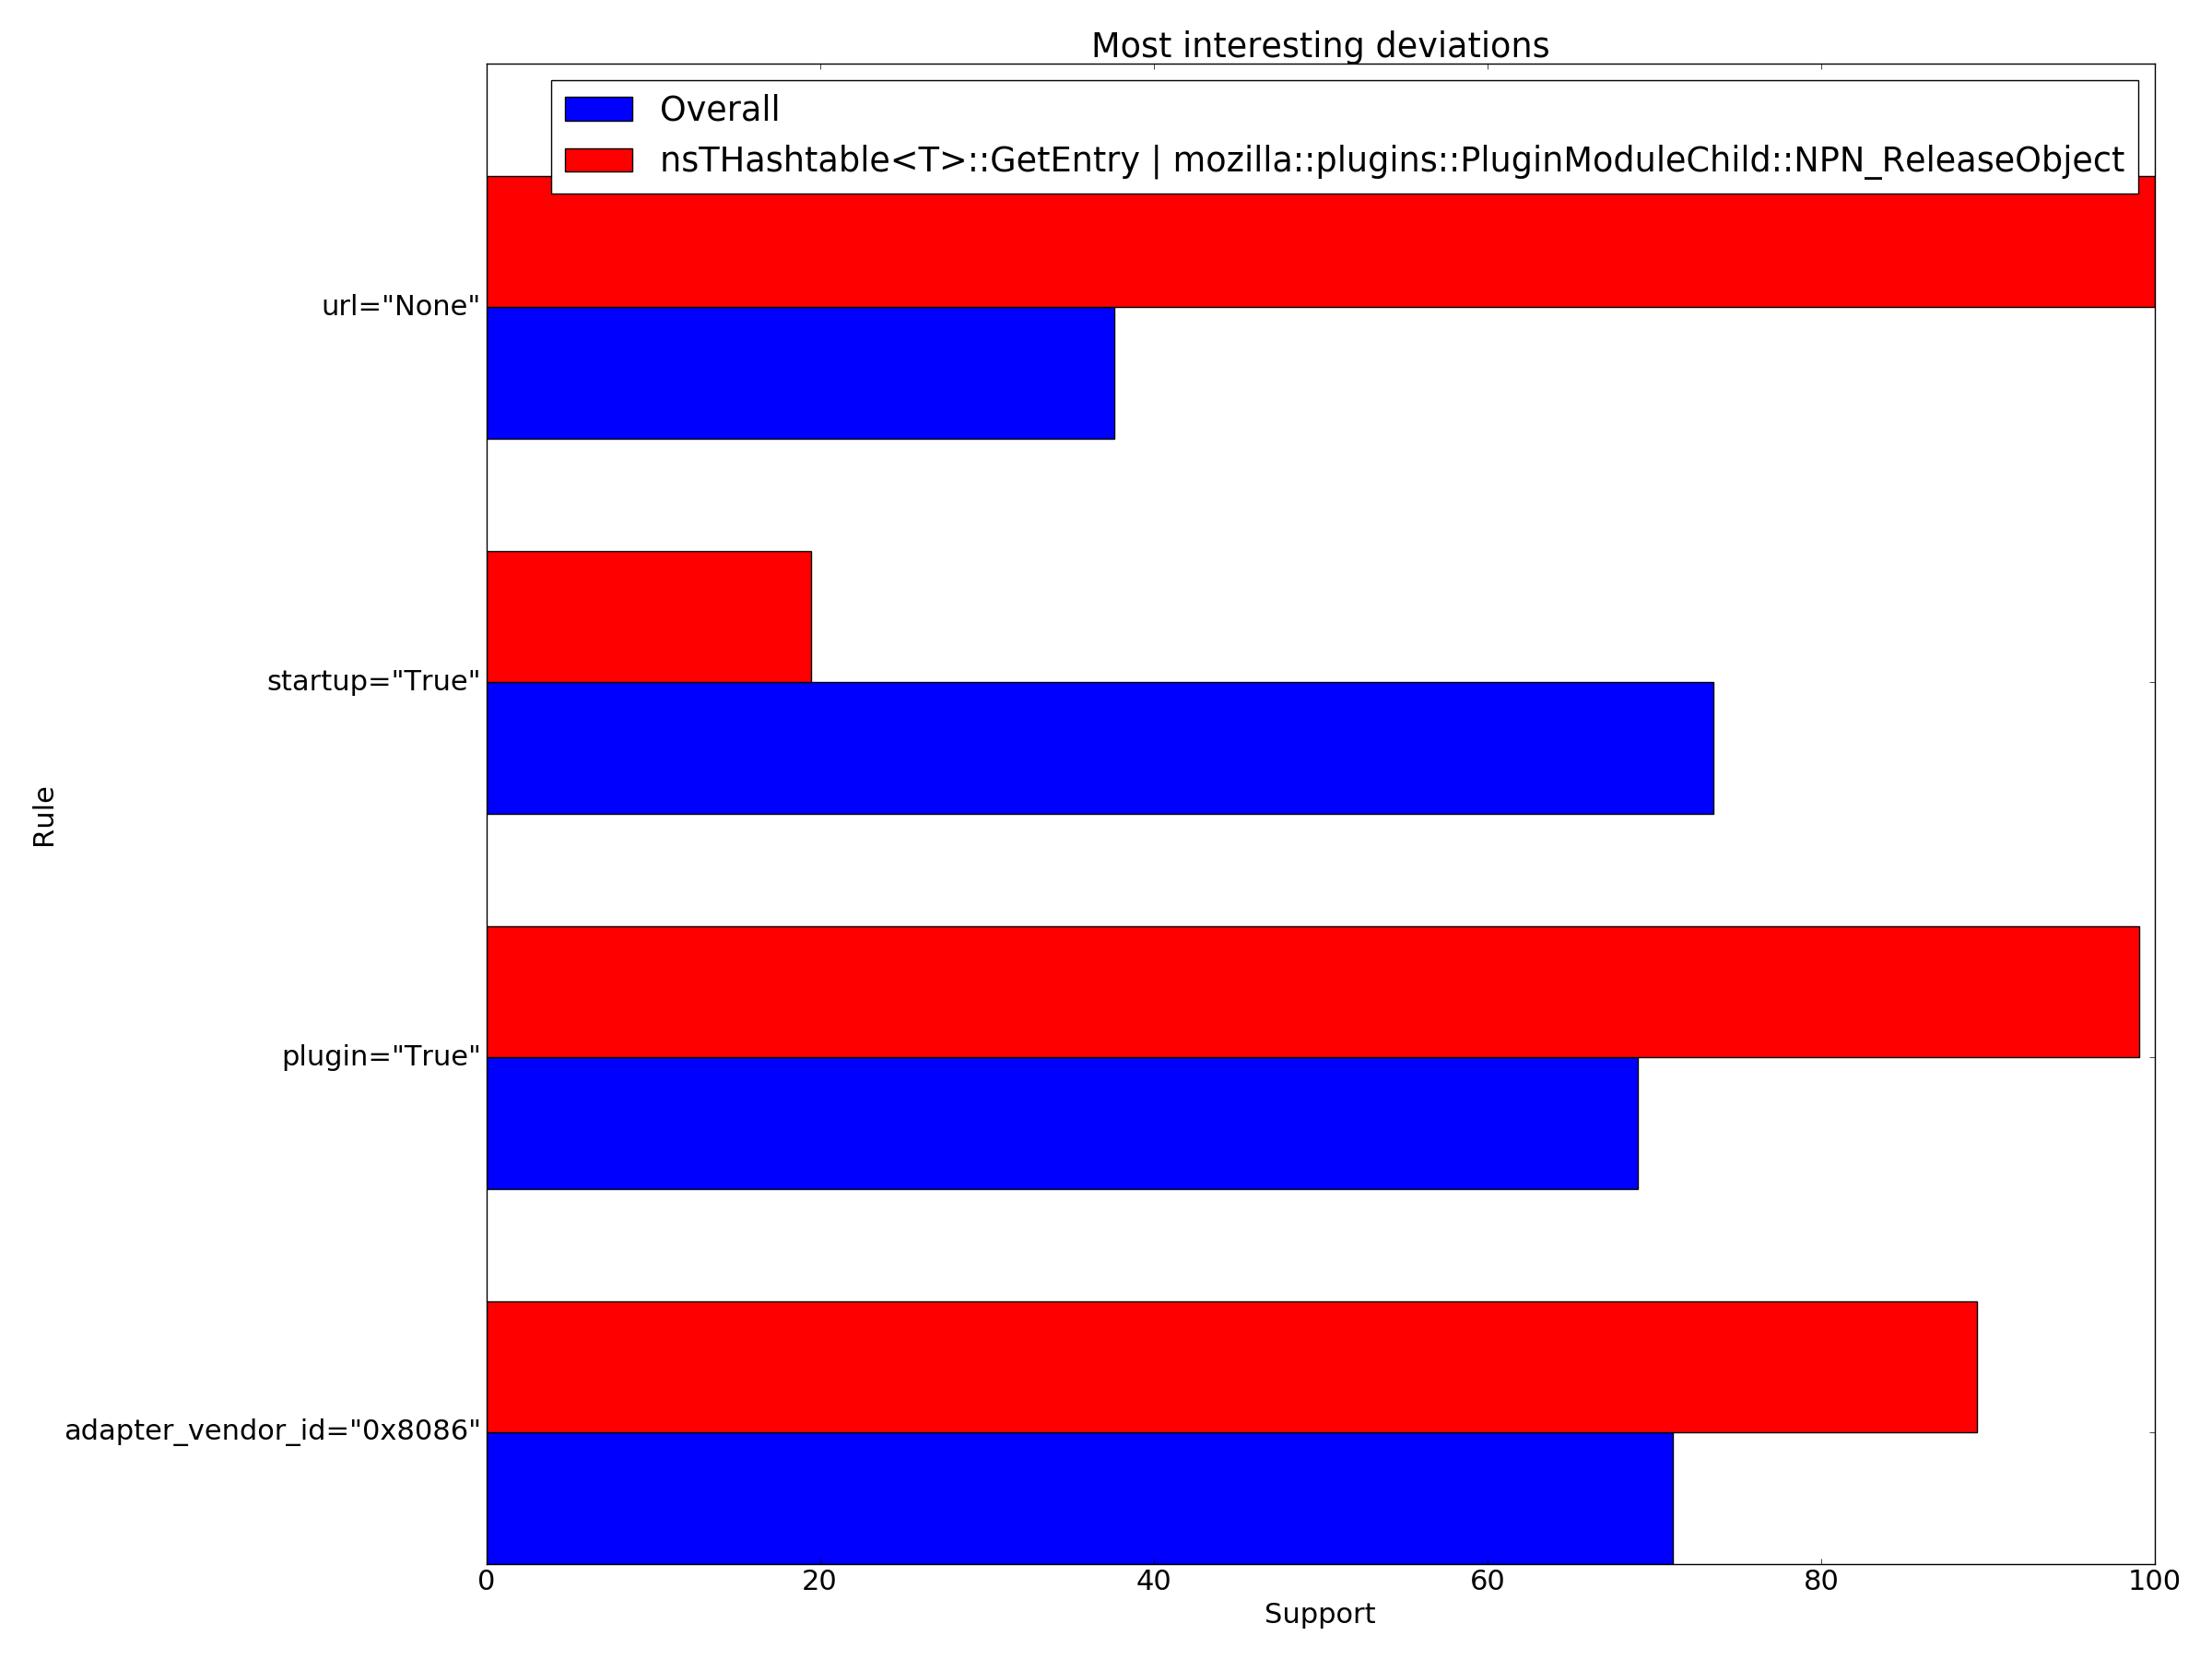 Most interesting deviations
Overall
nsTHashtable<T>::GetEntry | mozilla::plugins::PluginModuleChild::NPN_ReleaseObject
url="None"
startup="True"
Rule
plugin="True"
adapter_vendor_id="0x8086"
0 20 40 60 80 100
Support